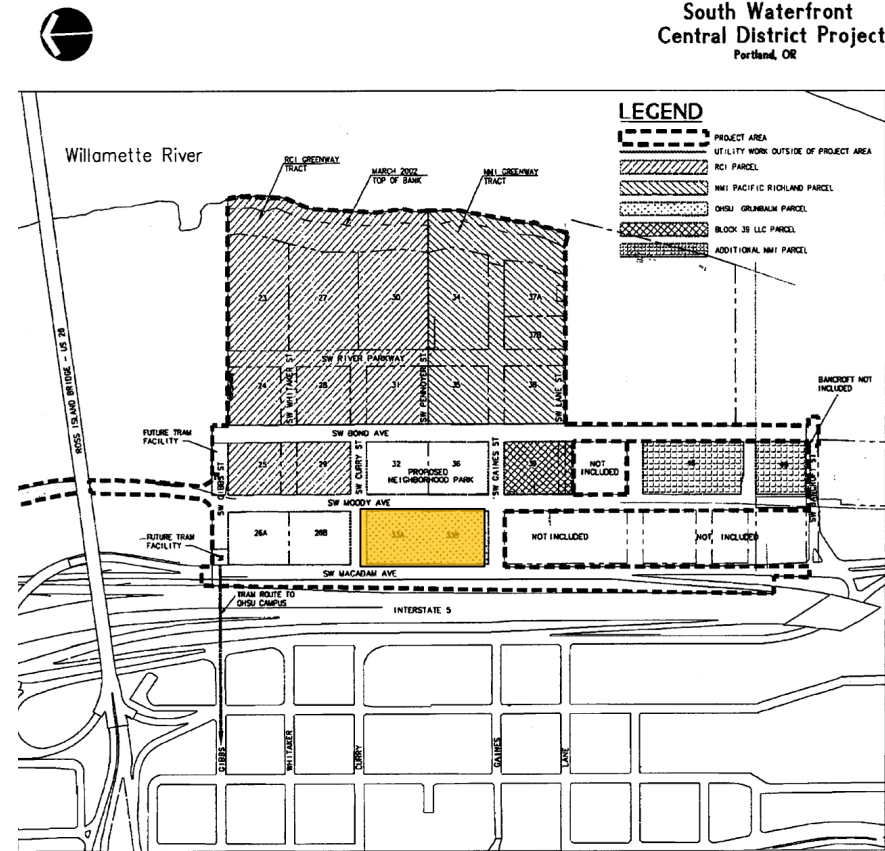 South Waterfront
Central District Project
Portland, OR
LEGEND
PROJECT AREA
UTILITY WORK OUTSIDE OF PROJECT AREA
RCI PARCEL
NMI PACIFIC RICHLAND PARCEL
OHSU GRUNBAUM PARCEL
BLOCK 39 LLC PARCEL
ADDITIONAL NMI PARCEL
Willamette River
RCI GREENWAY
TRACT
MARCH 2002
TOP OF BANK
NMI GREENWAY
TRACT
23
27
30
34
37A
37B
SW RIVER PARKWAY
24
SW WHITAKER ST
28
31
SW PENNOYER ST
35
38
SW LANE ST
ROSS ISLAND BRIDGE - US 26
BANCROFT NOT
INCLUDED
FUTURE TRAM
FACILITY
SW BOND AVE
SW GIBBS ST
25
29
SW CURRY ST
32
36
PROPOSED
NEIGHBORHOOD PARK
SW GAINES ST
NOT
INCLUDED
SW BANCROFT ST
SW MOODY AVE
FUTURE TRAM
FACILITY
26A
26B
33A
33B
NOT INCLUDED
NOT INCLUDED
SW MACADAM AVE
TRAM ROUTE TO
OHSU CAMPUS
INTERSTATE 5
GIBBS
WHITAKER
CURRY
GAINES
LANE